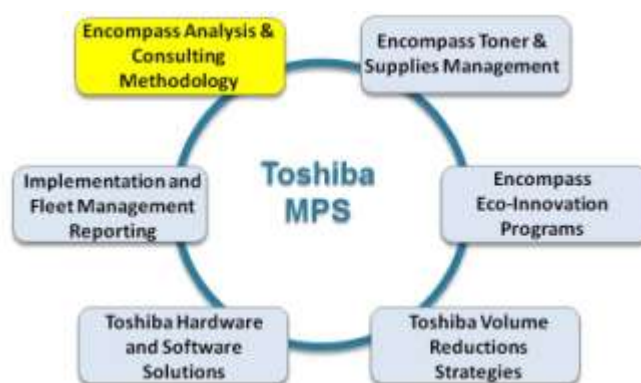 Encompass Analysis &
Consulting
Methodology
Encompass Toner &
Supplies Management
Implementation and
Fleet Management
Reporting
Toshiba
MPS
Encompass
Eco-Innovation
Programs
Toshiba Hardware
and Software
Solutions
Toshiba Volume
Reductions
Strategies